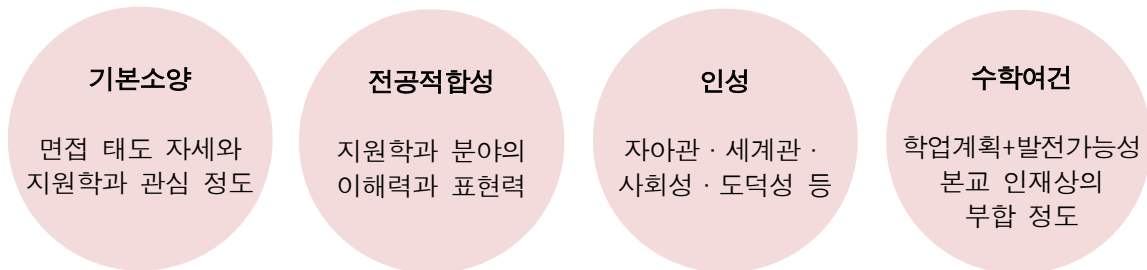 기본소양
면접 태도 자세와
지원학과 관심 정도
전공적합성
지원학과 분야의
이해력과 표현력
인성
자아관 · 세계관 ·
사회성 · 도덕성 등
수학여건
학업계획+발전가능성
본교 인재상의
부합 정도